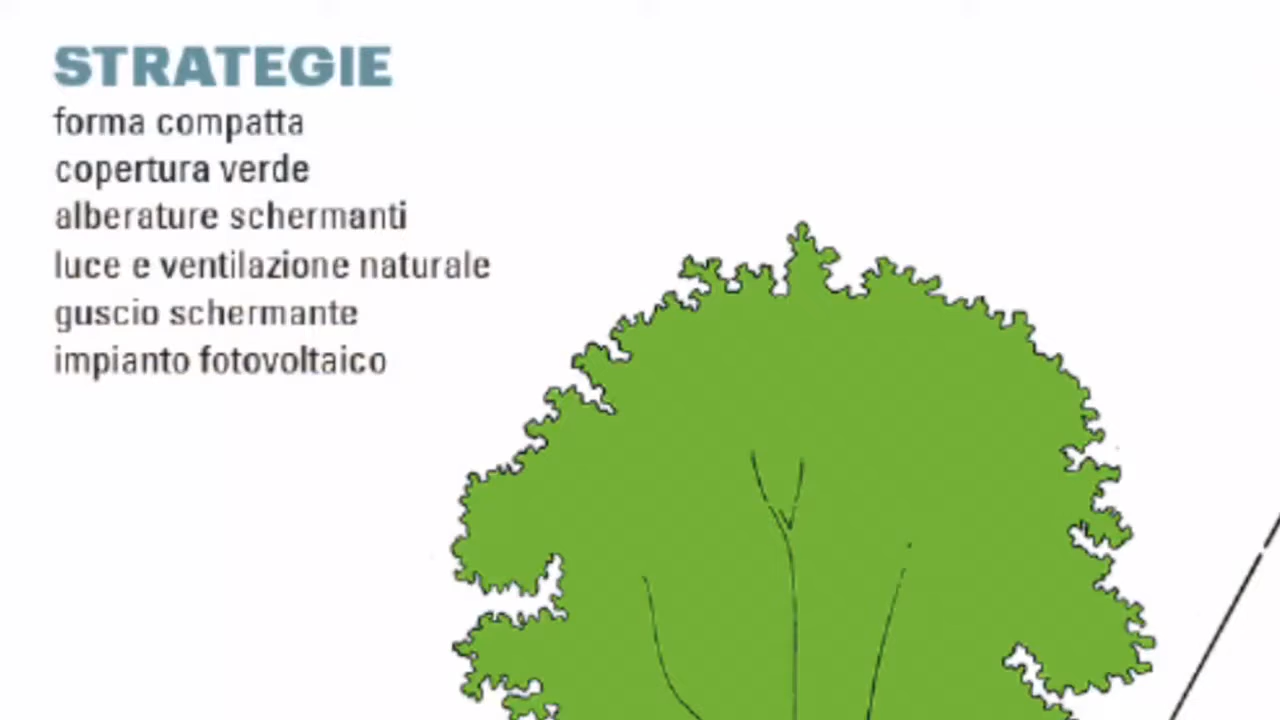 STRATEGIE
forma compatta
copertura verde
alberature schermanti
luce e ventilazione naturale
guscio schermante
impianto fotovoltaico